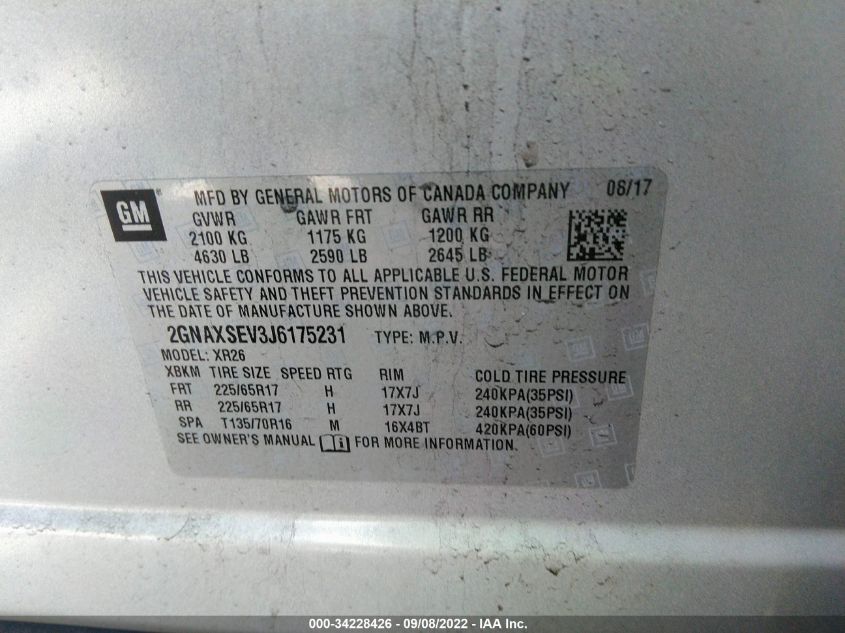 GM
MFD BY GENERAL MOTORS OF CANADA COMPANY 08/17
GVWR GAWR FRT GAWR RR
2100 KG 1175 KG 1200 KG
4630 LB 2590 LB 2645 LB
THIS VEHICLE CONFORMS TO ALL APPLICABLE U.S. FEDERAL MOTOR
VEHICLE SAFETY AND THEFT PREVENTION STANDARDS IN EFFECT ON
THE DATE OF MANUFACTURE SHOWN ABOVE.
2GNAXSEV3J6175231 TYPE: M.P.V.
MODEL: XR26
XBKM TIRE SIZE SPEED RTG RIM COLD TIRE PRESSURE
FRT 225/65R17 H 17X7J 240KPA(35PSI)
RR 225/65R17 H 17X7J 240KPA(35PSI)
SPA T135/70R16 M 16X4BT 420KPA(60PSI)
SEE OWNER'S MANUAL FOR MORE INFORMATION.
000-34228426 - 09/08/2022 - IAA Inc.